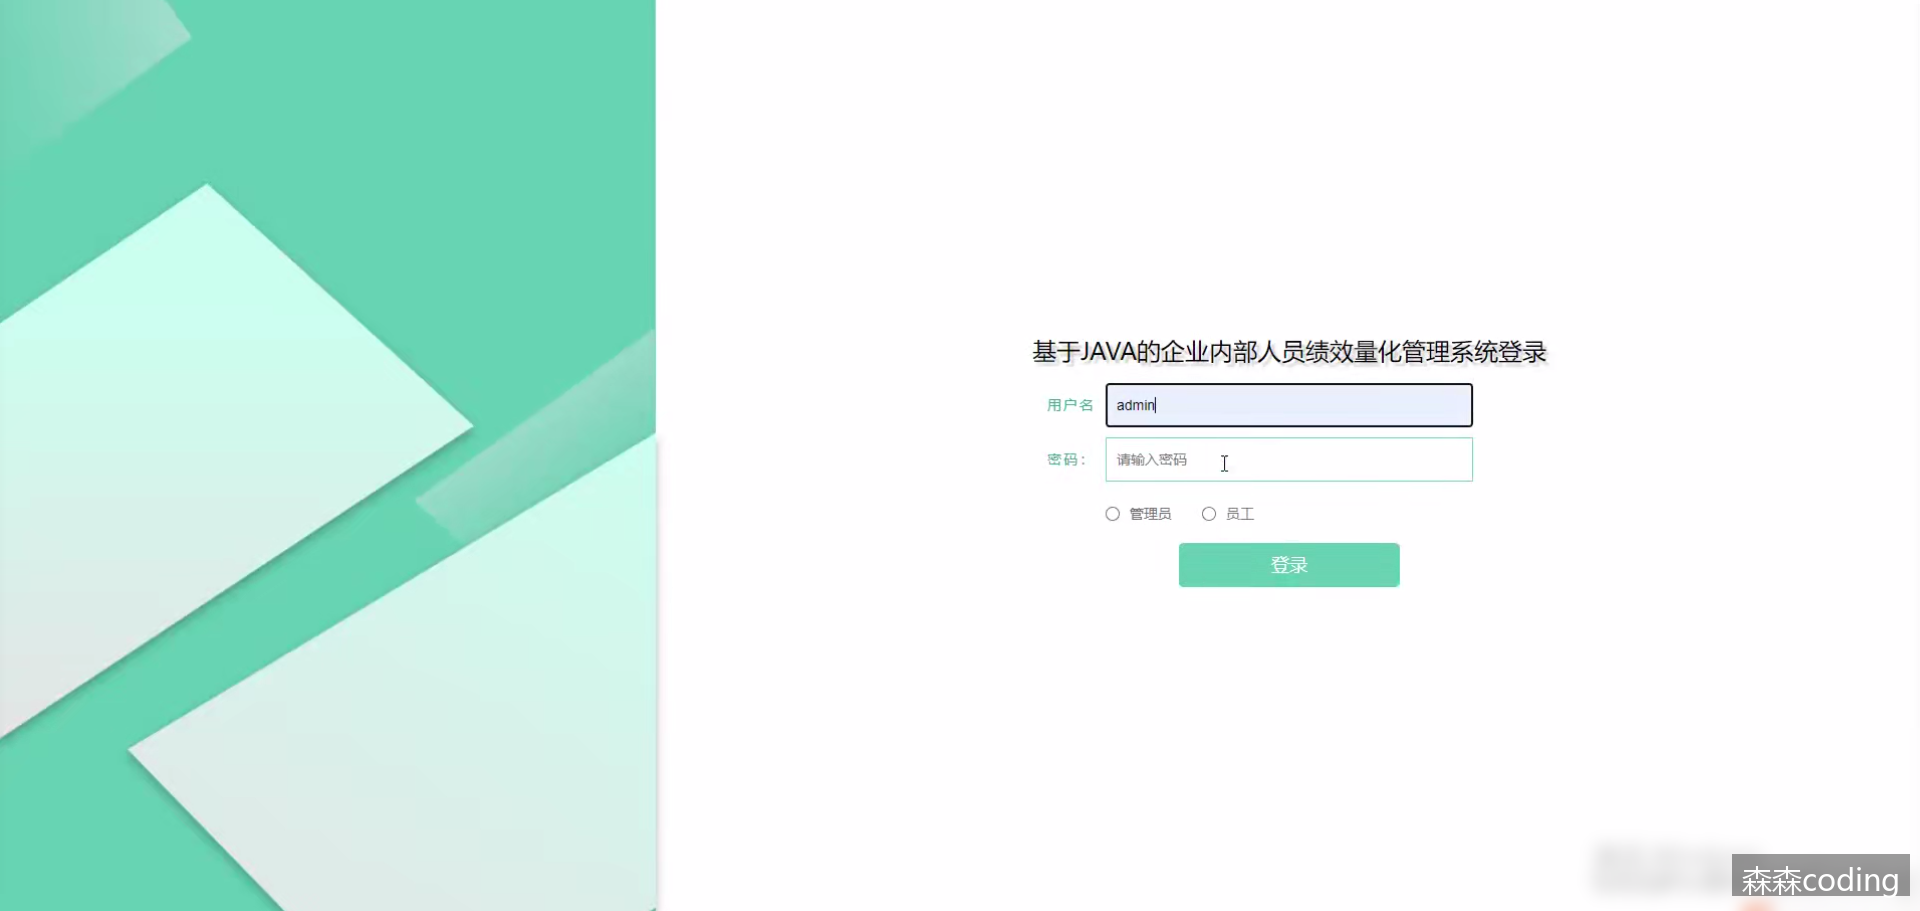 基于JAVA的企业内部人员绩效量化管理系统登录
用户名 admin
密码： 请输入密码
管理员 员工
登录
森森coding